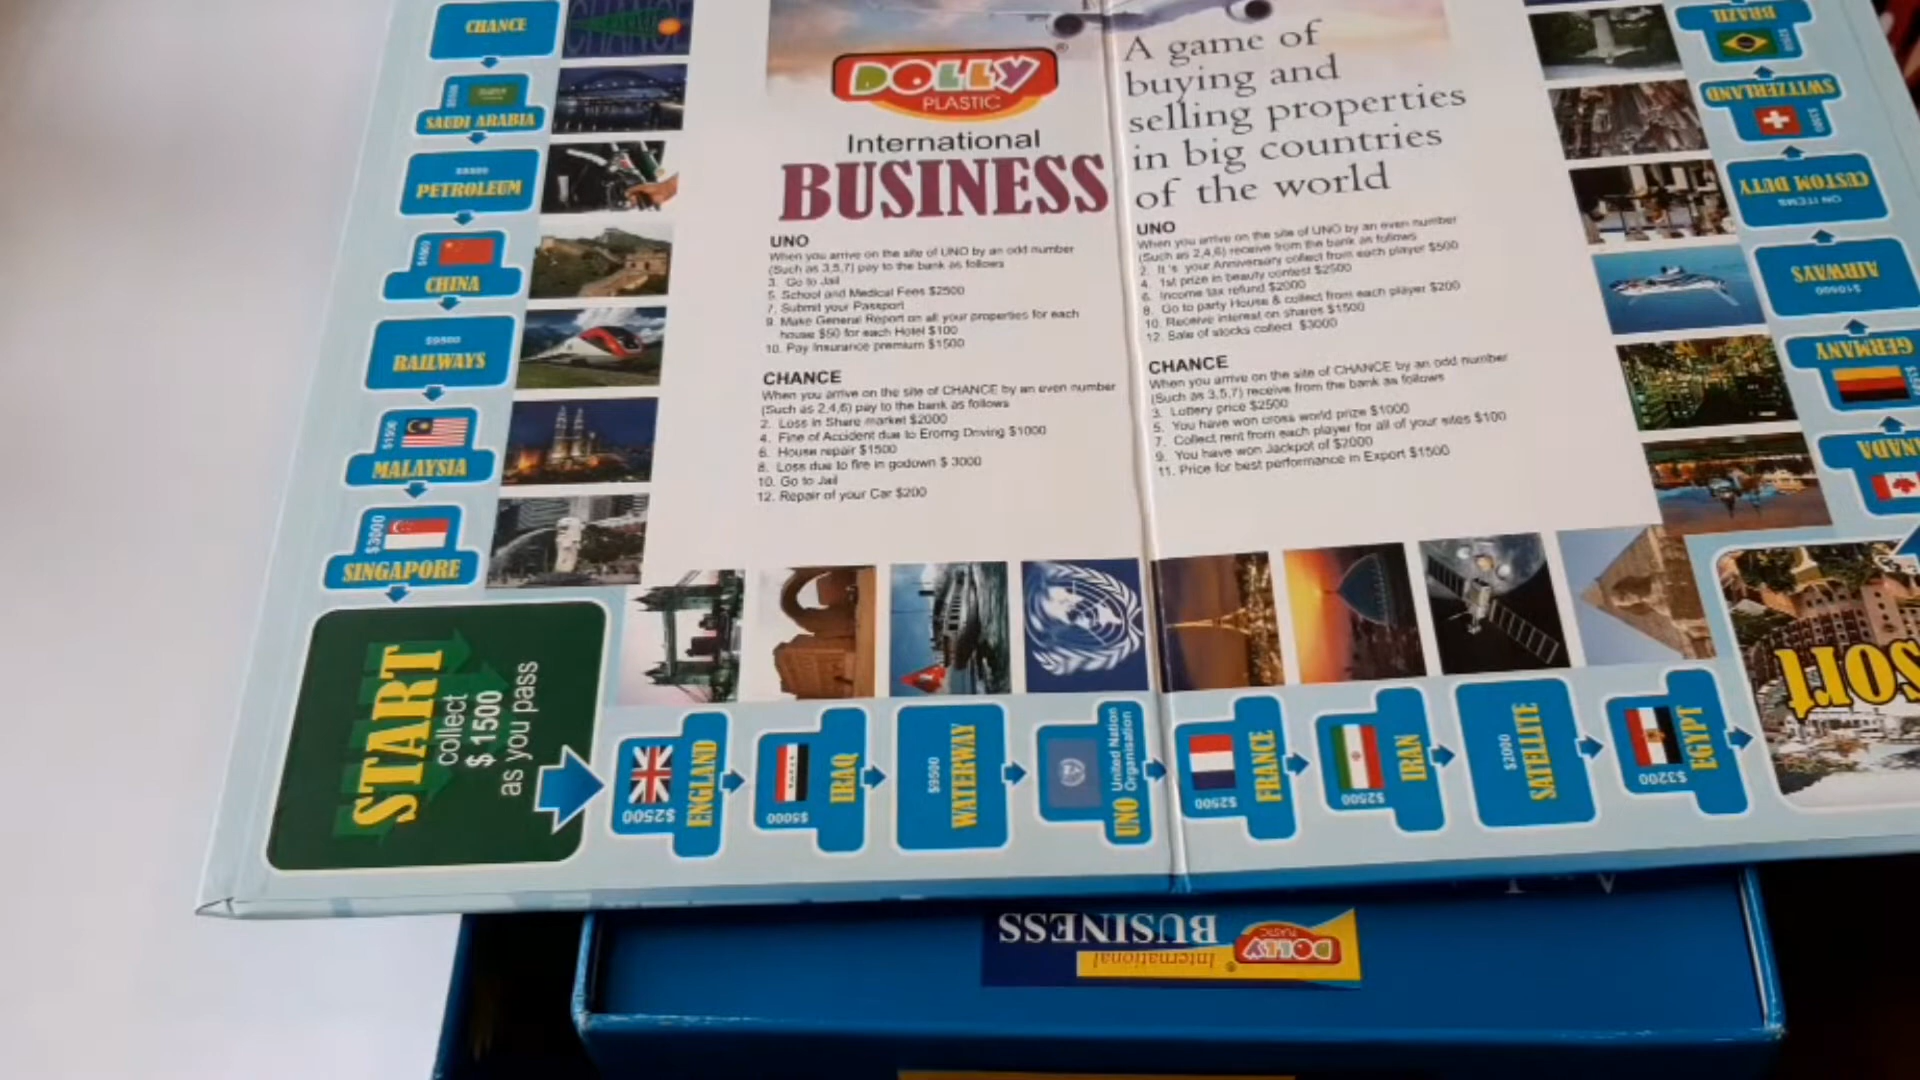 CHANCE
CHANCE
SAUDI ARABIA
PETROLEUM
CHINA
$9500
RAILWAYS
$1500
MALAYSIA
$3000
SINGAPORE
START
collect
$ 1500
as you pass
DOLLY
PLASTIC
®
International
BUSINESS
A game of
buying and
selling properties
in big countries
of the world
UNO
When you arrive on the site of UNO by an odd number
(Such as 3,5,7) pay to the bank as follows
3. Go to Jail
5. School and Medical Fees $2500
7. Submit your Passport
9. Make General Report on all your properties for each
house $50 for each Hotel $100
10. Pay Insurance premium $1500
CHANCE
When you arrive on the site of CHANCE by an even number
(Such as 2,4,6) pay to the bank as follows
2. Loss in Share market $2000
4. Fine of Accident due to Erorng Driving $1000
6. House repair $1500
8. Loss due to fire in godown $ 3000
10. Go to Jail
12. Repair of your Car $200
UNO
When you arrive on the site of UNO by an even number
(Such as 2,4,6) receive from the bank as follows
2. It's your Anniversary collect from each player $500
4. 1st prize in beauty contest $2500
6. Income tax refund $2000
8. Go to party House & collect from each player $200
10. Receive interest on shares $1500
12. Sale of stocks collect $3000
CHANCE
When you arrive on the site of CHANCE by an odd number
(Such as 3,5,7) receive from the bank as follows
3. Lottery price $2500
5. You have won cross world prize $1000
7. Collect rent from each player for all of your sites $100
9. You have won Jackpot of $2000
11. Price for best performance in Export $1500
BRAZIL
SWITZERLAND
ON ITEMS
CUSTOM DUTY
$10500
AIRWAYS
GERMANY
NADA
$2500
ENGLAND
$5000
IRAQ
$9500
WATERWAY
UNO United Nation
Organisation
$2500
FRANCE
$2500
IRAN
$2000
SATELLITE
$3200
EGYPT
sort
DOLLY
PLASTIC
®
International
BUSINESS